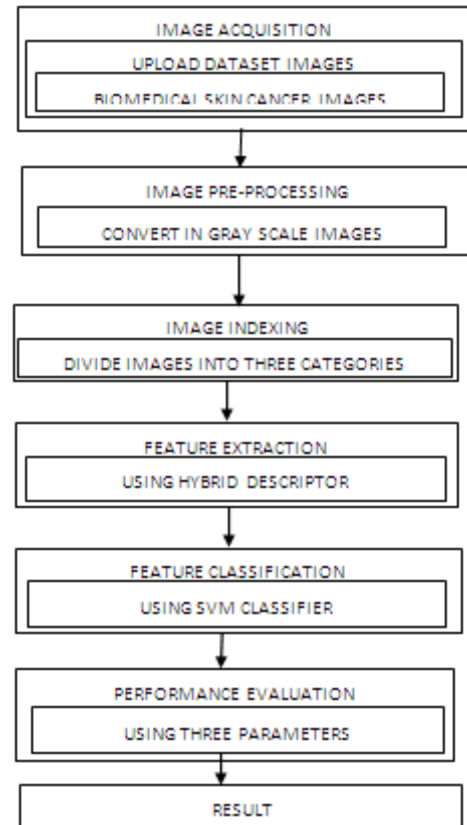 IMAGE ACQUISITION
UPLOAD DATASET IMAGES
BIOMEDICAL SKIN CANCER IMAGES
IMAGE PRE-PROCESSING
CONVERT IN GRAY SCALE IMAGES
IMAGE INDEXING
DIVIDE IMAGES INTO THREE CATEGORIES
FEATURE EXTRACTION
USING HYBRID DESCRIPTOR
FEATURE CLASSIFICATION
USING SVM CLASSIFIER
PERFORMANCE EVALUATION
USING THREE PARAMETERS
RESULT